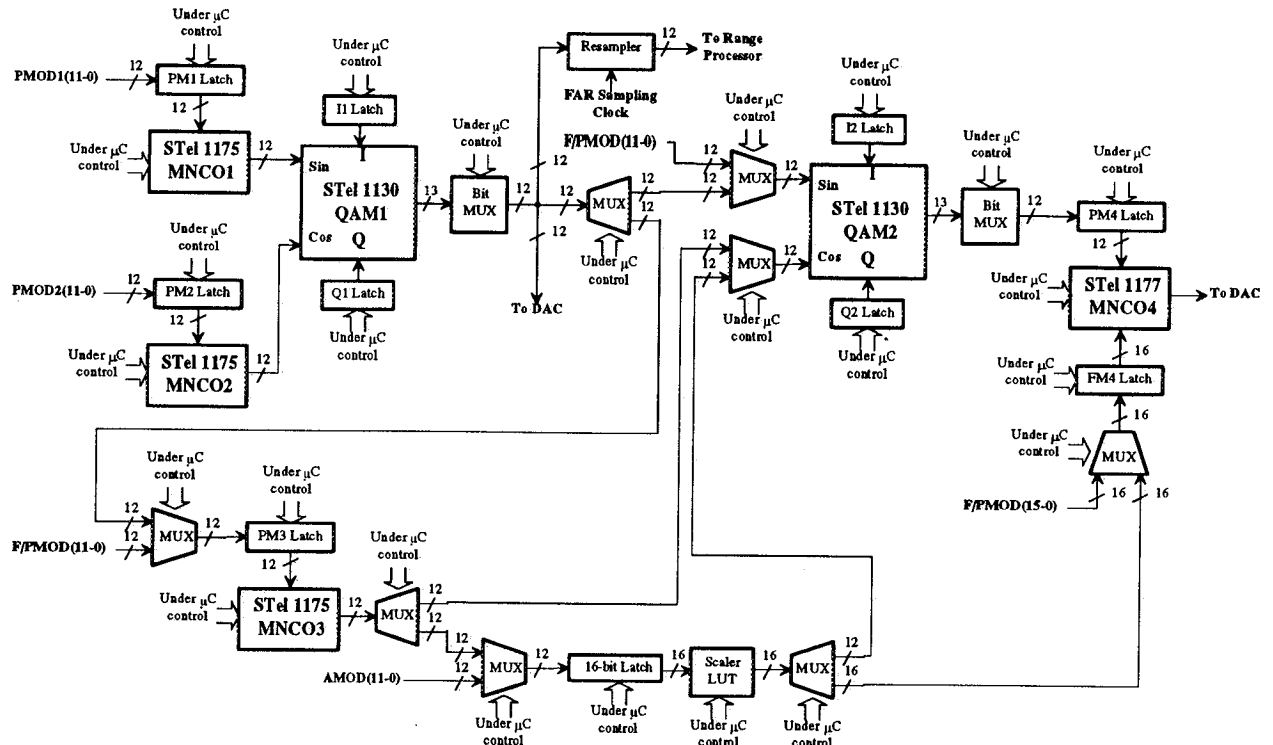 Under µC
control
PMOD1(11-0)
12
PM1 Latch
12
Under µC
control
STel 1175
MNCO1
12
Under µC
control
I1 Latch
Sin
I
STel 1130
QAM1
Cos
Q
13
Under µC
control
Bit
MUX
12
Under µC
control
PMOD2(11-0)
12
PM2 Latch
12
Under µC
control
STel 1175
MNCO2
12
Q1 Latch
Under µC
control
Resampler
12
To Range
Processor
FAR Sampling
Clock
12
12
12
To DAC
MUX
12
12
Under µC
control
F/PMOD(11-0)
12
12
Under µC
control
MUX
12
12
12
MUX
12
Under µC
control
Under µC
control
I2 Latch
Sin
I
STel 1130
QAM2
Cos
Q
13
Q2 Latch
Under µC
control
Under µC
control
Bit
MUX
12
Under µC
control
PM4 Latch
12
Under µC
control
STel 1177
MNCO4
To DAC
16
Under µC
control
FM4 Latch
16
Under µC
control
MUX
F/PMOD(15-0)
16
16
Under µC
control
12
F/PMOD(11-0)
12
MUX
12
Under µC
control
PM3 Latch
12
Under µC
control
STel 1175
MNCO3
12
Under µC
control
MUX
12
12
12
AMOD(11-0)
12
MUX
12
Under µC
control
16-bit Latch
16
Under µC
control
Scaler
LUT
16
Under µC
control
MUX
12
16
Under µC
control